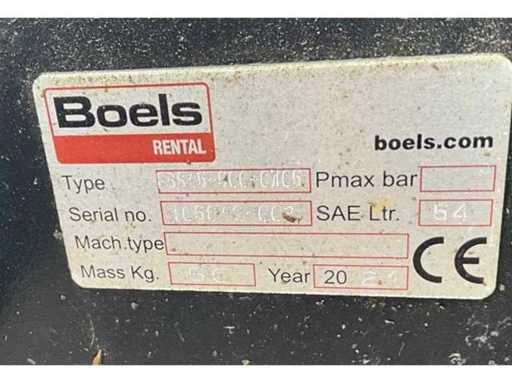 Boels
RENTAL
boels.com
Type Pmax bar
Serial no. SAE Ltr. 54
Mach.type
Mass Kg. Year 20 21
CE